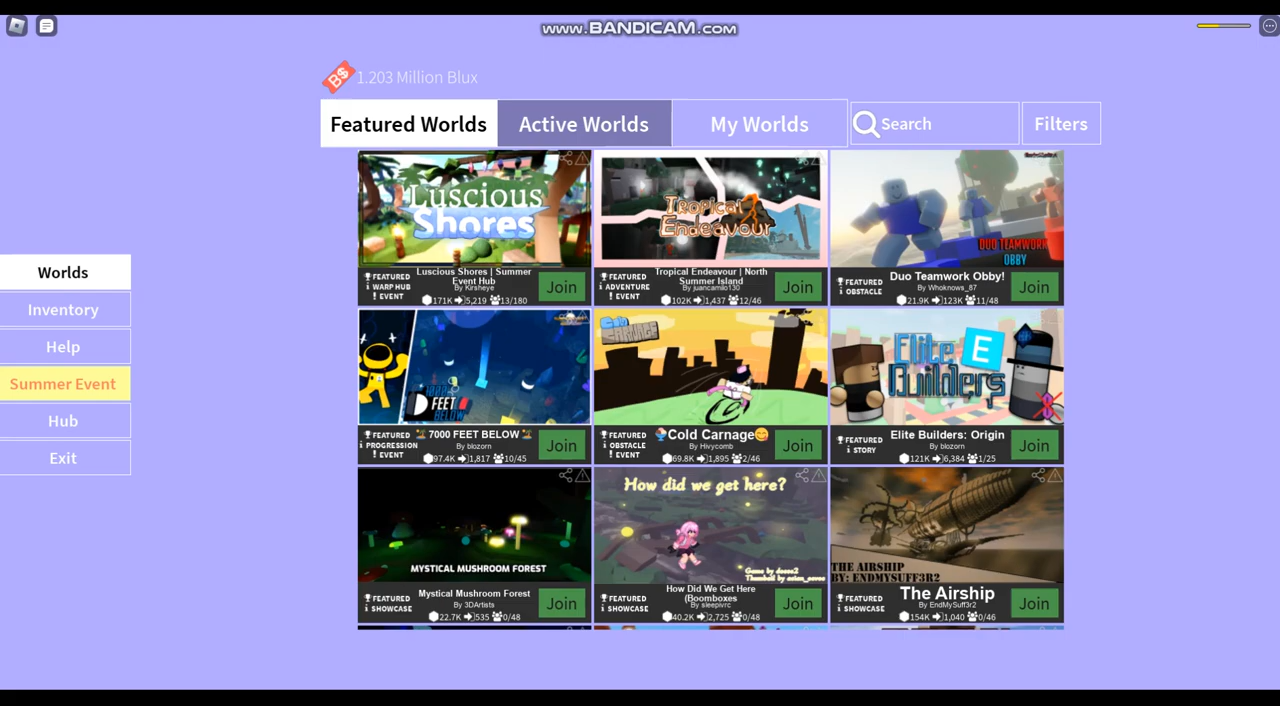 www.BANDICAM.com
B$
1.203 Million Blux
Featured Worlds
Active Worlds
My Worlds
Search
Filters
Worlds
Inventory
Help
Summer Event
Hub
Exit
Luscious
Shores
FEATURED
WARP HUB
EVENT
Luscious Shores | Summer
Event Hub
By Kirsheye
171K 5,219 13/180
Join
Tropical
Endeavour
FEATURED
ADVENTURE
EVENT
Tropical Endeavour | North
Summer Island
By juancamilo130
102K 1,437 12/46
Join
DUO TEAMWORK
OBBY
FEATURED
OBSTACLE
Duo Teamwork Obby!
By Whoknows_87
21.9K 123K 11/48
Join
FEET
BELOW
FEATURED
PROGRESSION
EVENT
7000 FEET BELOW
By blozorn
97.4K 1,817 10/45
Join
COLD
CARNAGE
FEATURED
OBSTACLE
EVENT
Cold Carnage
By Hivycomb
69.8K 1,895 2/46
Join
Elite E
Builders
FEATURED
STORY
Elite Builders: Origin
By blozorn
121K 6,384 1/25
Join
MYSTICAL MUSHROOM FOREST
FEATURED
SHOWCASE
Mystical Mushroom Forest
By 3DArtists
22.7K 535 0/48
Join
How did we get here?
Game by dosse2
FEATURED
SHOWCASE
How Did We Get Here
(Boomboxes
By sleepivrc
40.2K 2,725 0/48
Join
THE AIRSHIP
BY: ENDMYSUFF3R2
FEATURED
SHOWCASE
The Airship
By EndMySuff3r2
154K 1,040 0/46
Join